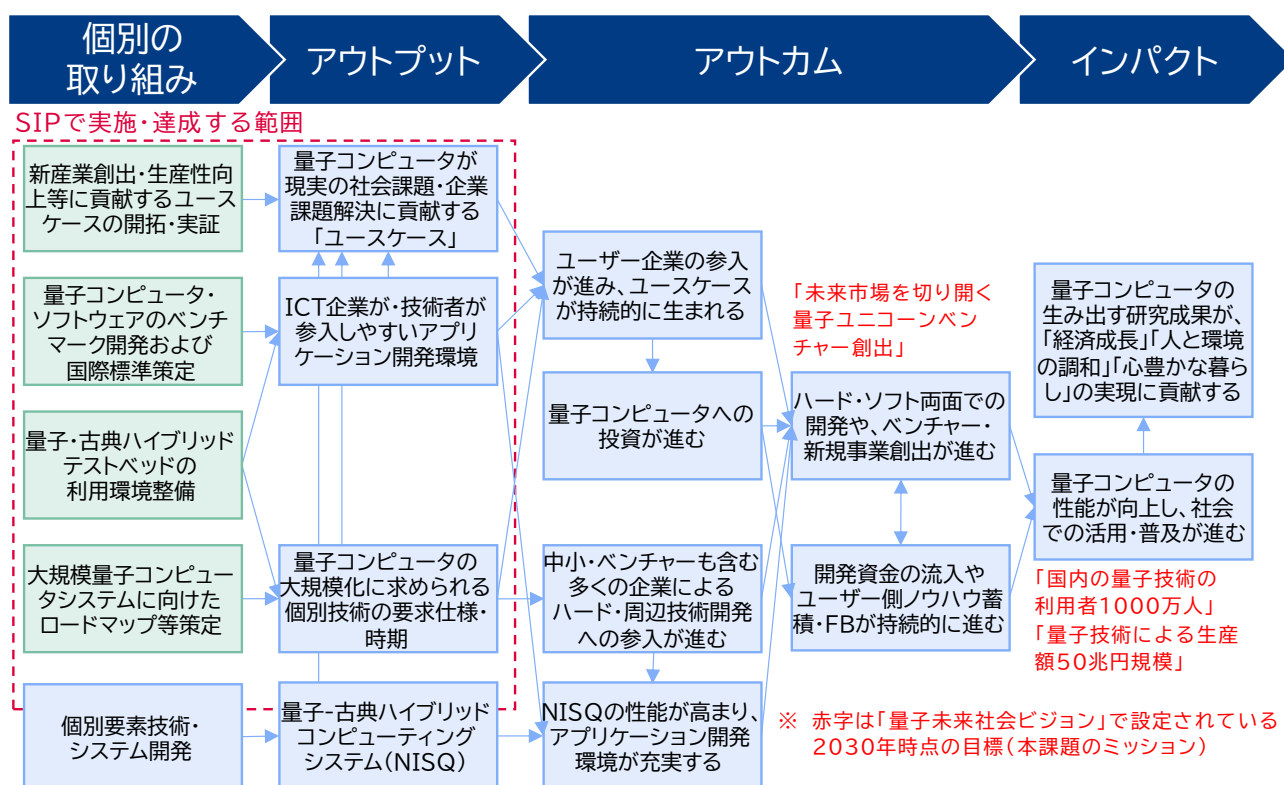 個別の
取り組み
アウトプット
アウトカム
インパクト
SIPで実施・達成する範囲
新産業創出・生産性向
上等に貢献するユース
ケースの開拓・実証
量子コンピュータ・
ソフトウェアのベンチ
マーク開発および
国際標準策定
量子・古典ハイブリッド
テストベッドの
利用環境整備
大規模量子コンピュー
タシステムに向けた
ロードマップ等策定
個別要素技術・
システム開発
量子コンピュータが
現実の社会課題・企業
課題解決に貢献する
「ユースケース」
ICT企業が・技術者が
参入しやすいアプリ
ケーション開発環境
量子コンピュータの
大規模化に求められる
個別技術の要求仕様・
時期
量子-古典ハイブリッド
コンピューティング
システム(NISQ)
ユーザー企業の参入
が進み、ユースケース
が持続的に生まれる
量子コンピュータへの
投資が進む
中小・ベンチャーも含む
多くの企業による
ハード・周辺技術開発
への参入が進む
NISQの性能が高まり、
アプリケーション開発
環境が充実する
「未来市場を切り開く
量子ユニコーンベン
チャー創出」
ハード・ソフト両面での
開発や、ベンチャー・
新規事業創出が進む
開発資金の流入や
ユーザー側ノウハウ蓄
積・FBが持続的に進む
量子コンピュータの
生み出す研究成果が、
「経済成長」「人と環境
の調和」「心豊かな暮ら
し」の実現に貢献する
量子コンピュータの
性能が向上し、社会
での活用・普及が進む
「国内の量子技術の
利用者1000万人」
「量子技術による生産
額50兆円規模」
※ 赤字は「量子未来社会ビジョン」で設定されている
2030年時点の目標(本課題のミッション)